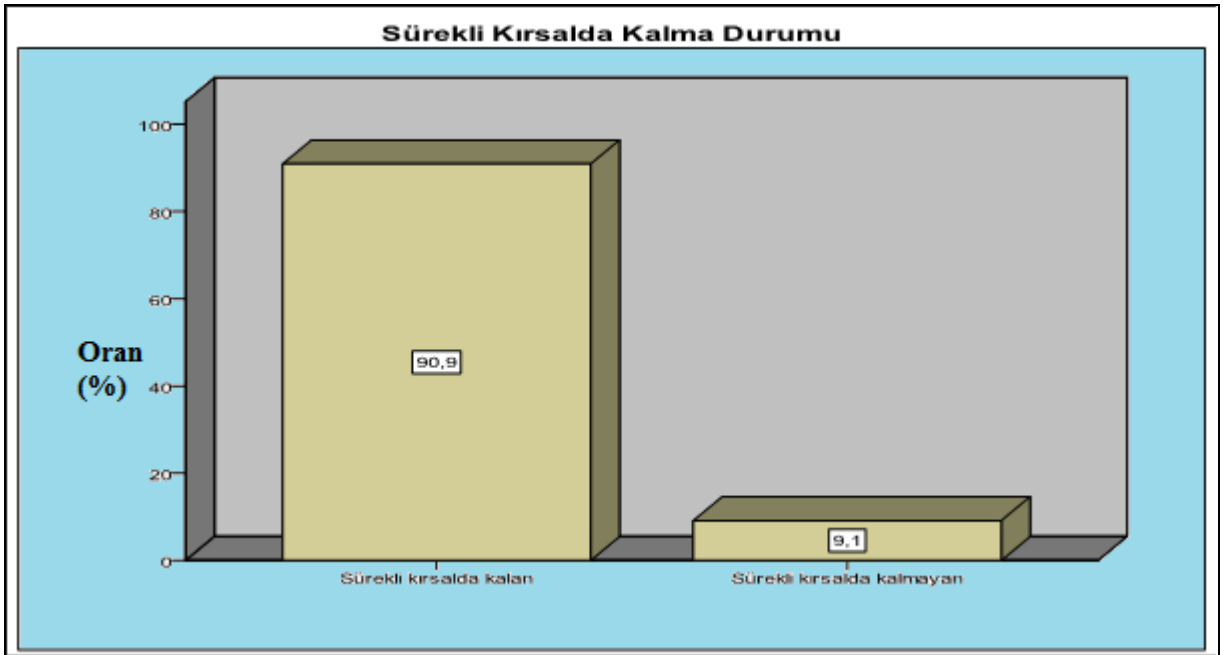 Sürekli Kırsalda Kalma Durumu
100
80
60
Oran
(%)
40
20
0
90,9
9,1
Sürekli kırsalda kalan
Sürekli kırsalda kalmayan